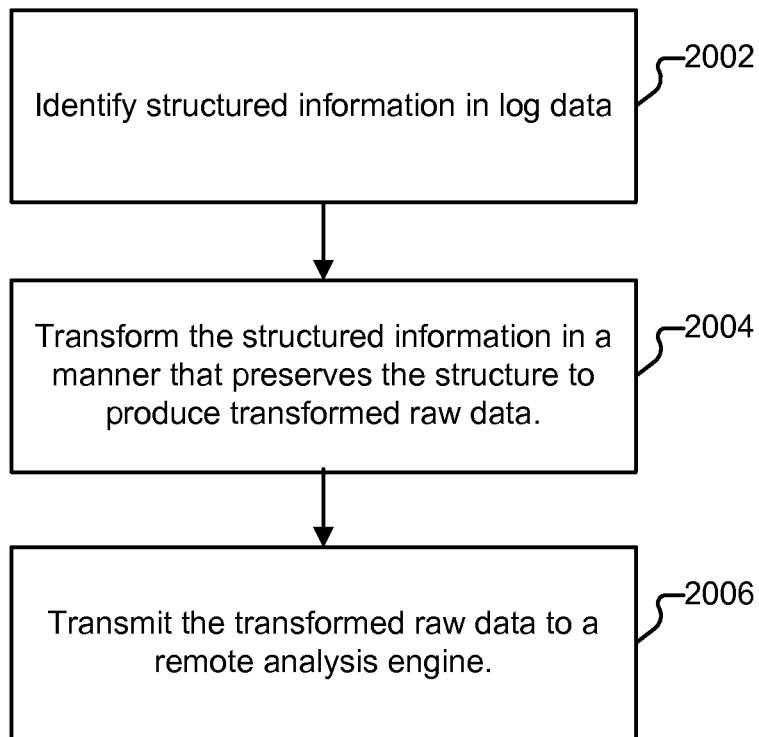 2002
Identify structured information in log data
2004
Transform the structured information in a
manner that preserves the structure to
produce transformed raw data.
2006
Transmit the transformed raw data to a
remote analysis engine.